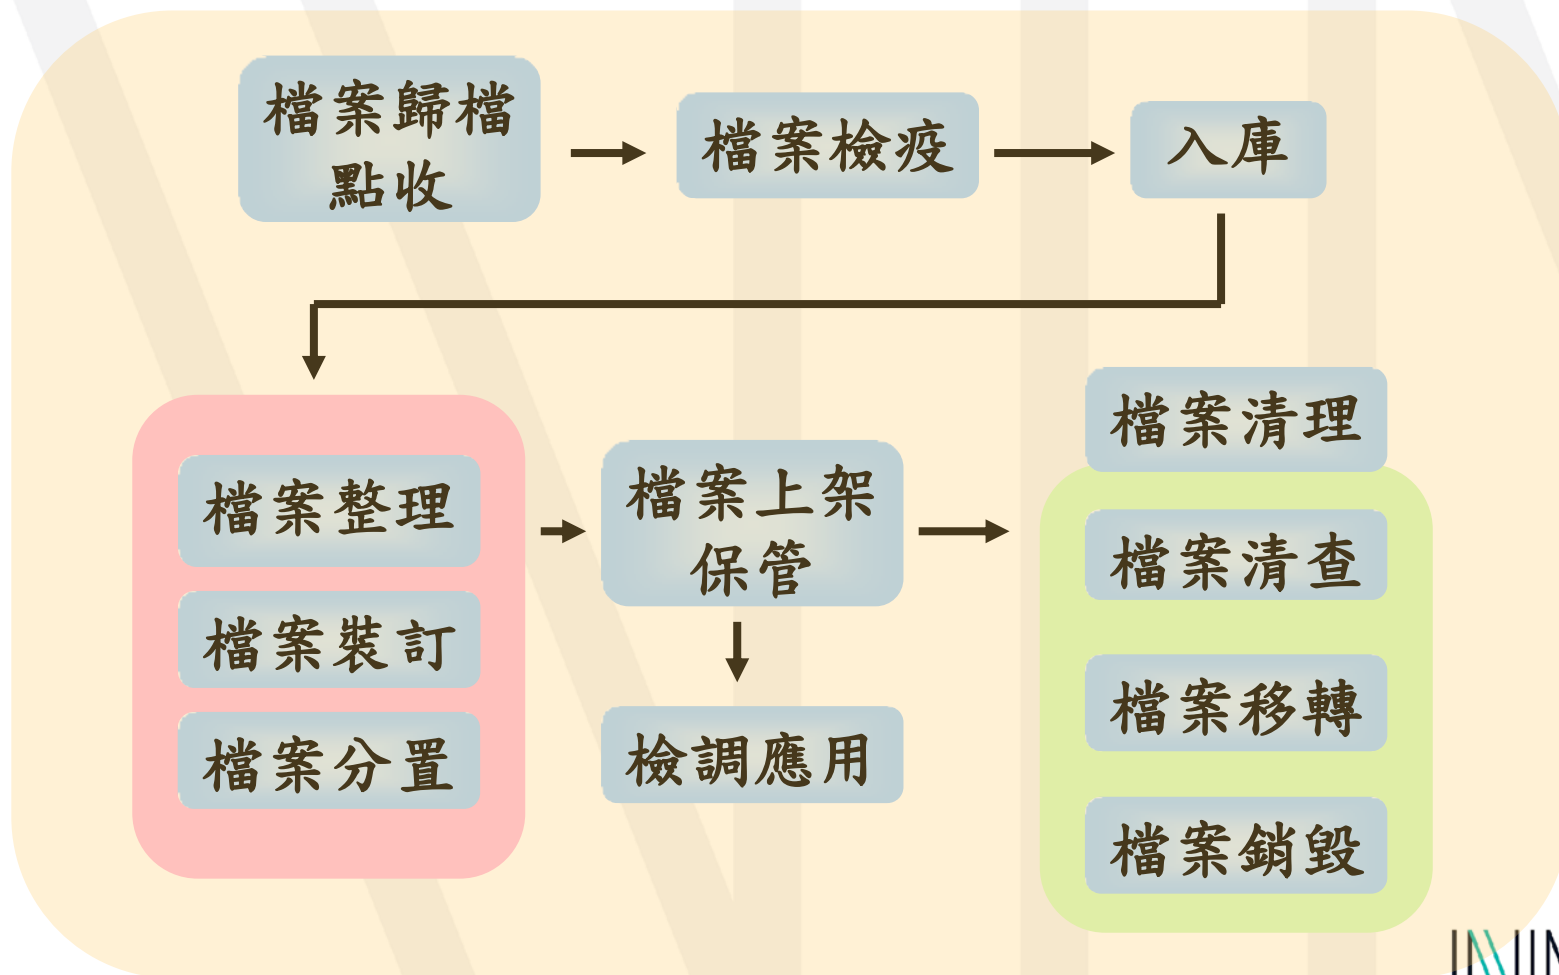 檔案歸檔
點收
檔案檢疫
入庫
檔案整理
檔案裝訂
檔案分置
檔案上架
保管
檢調應用
檔案清理
檔案清查
檔案移轉
檔案銷毀